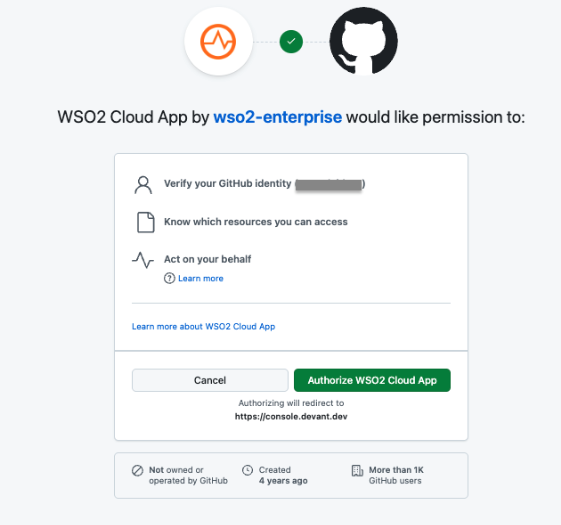 WSO2 Cloud App by wso2-enterprise would like permission to:
Verify your GitHub identity ( )
Know which resources you can access
Act on your behalf
Learn more
Learn more about WSO2 Cloud App
Cancel
Authorize WSO2 Cloud App
Authorizing will redirect to
https://console.devant.dev
Not owned or
operated by GitHub
Created
4 years ago
More than 1K
GitHub users